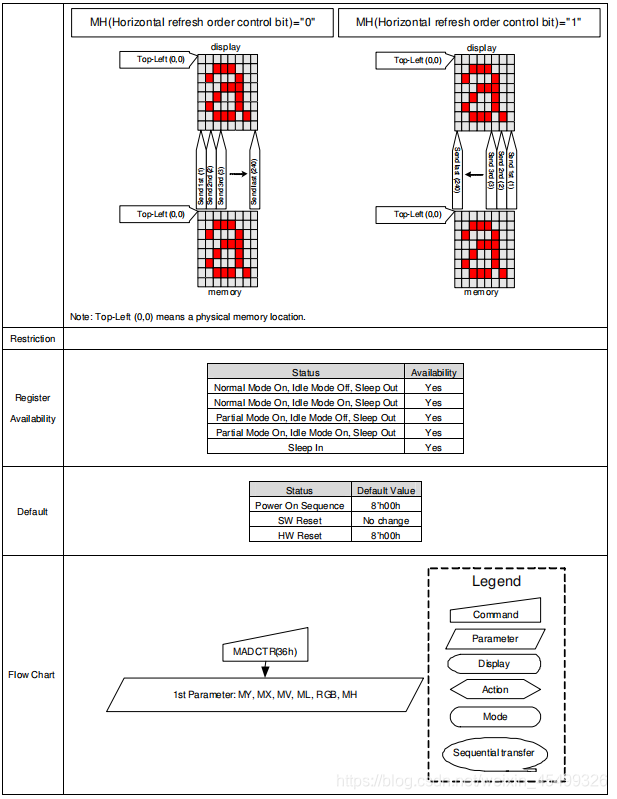 MH(Horizontal refresh order control bit)="0"
MH(Horizontal refresh order control bit)="1"
display
Top-Left (0,0)
Send 1st (1)
Send 2nd (2)
Send 3rd (3)
Send last (240)
Top-Left (0,0)
memory
display
Top-Left (0,0)
Send last (240)
Send 3rd (3)
Send 2nd (2)
Send 1st (1)
Top-Left (0,0)
memory
Note: Top-Left (0,0) means a physical memory location.
Restriction
Register
Availability
Status Availability
Normal Mode On, Idle Mode Off, Sleep Out Yes
Normal Mode On, Idle Mode On, Sleep Out Yes
Partial Mode On, Idle Mode Off, Sleep Out Yes
Partial Mode On, Idle Mode On, Sleep Out Yes
Sleep In Yes
Default
Status Default Value
Power On Sequence 8'h00h
SW Reset No change
HW Reset 8'h00h
Flow Chart
MADCTR(36h)
1st Parameter: MY, MX, MV, ML, RGB, MH
Legend
Command
Parameter
Display
Action
Mode
Sequential transfer